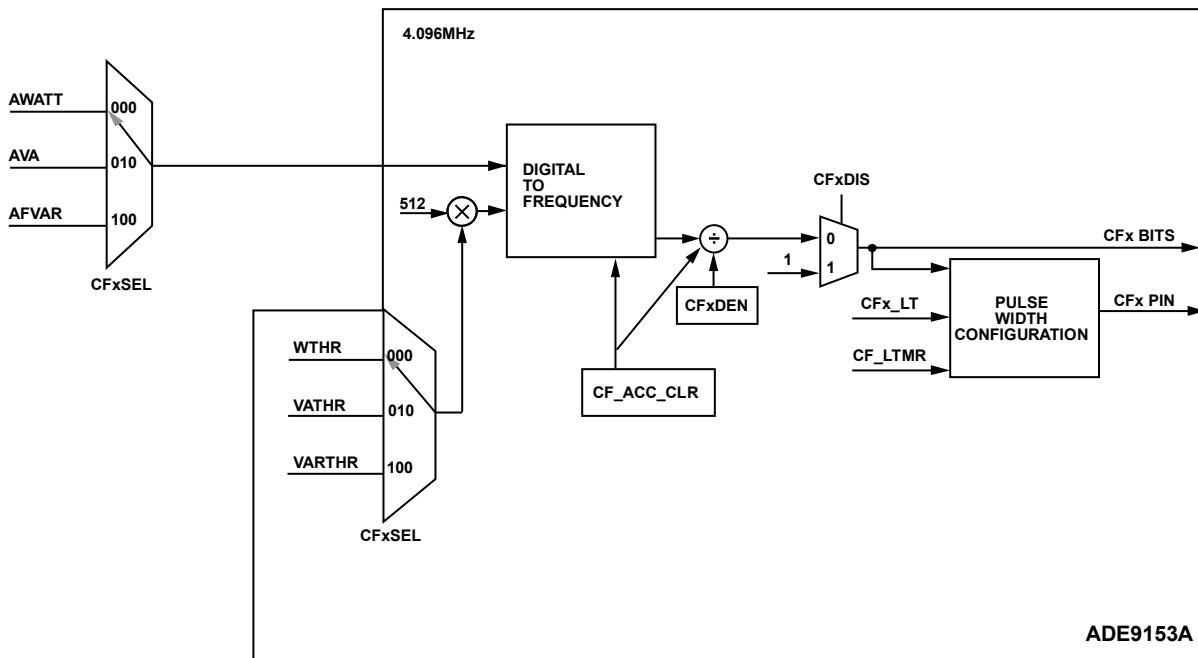 4.096MHz
AWATT
000
AVA
010
AFVAR
100
CFxSEL
512
×
DIGITAL
TO
FREQUENCY
÷
CFxDEN
CF_ACC_CLR
CFxDIS
0
1
1
CFx BITS
CFx_LT
CF_LTMR
PULSE
WIDTH
CONFIGURATION
CFx PIN
WTHR
000
VATHR
010
VARTHR
100
CFxSEL
ADE9153A